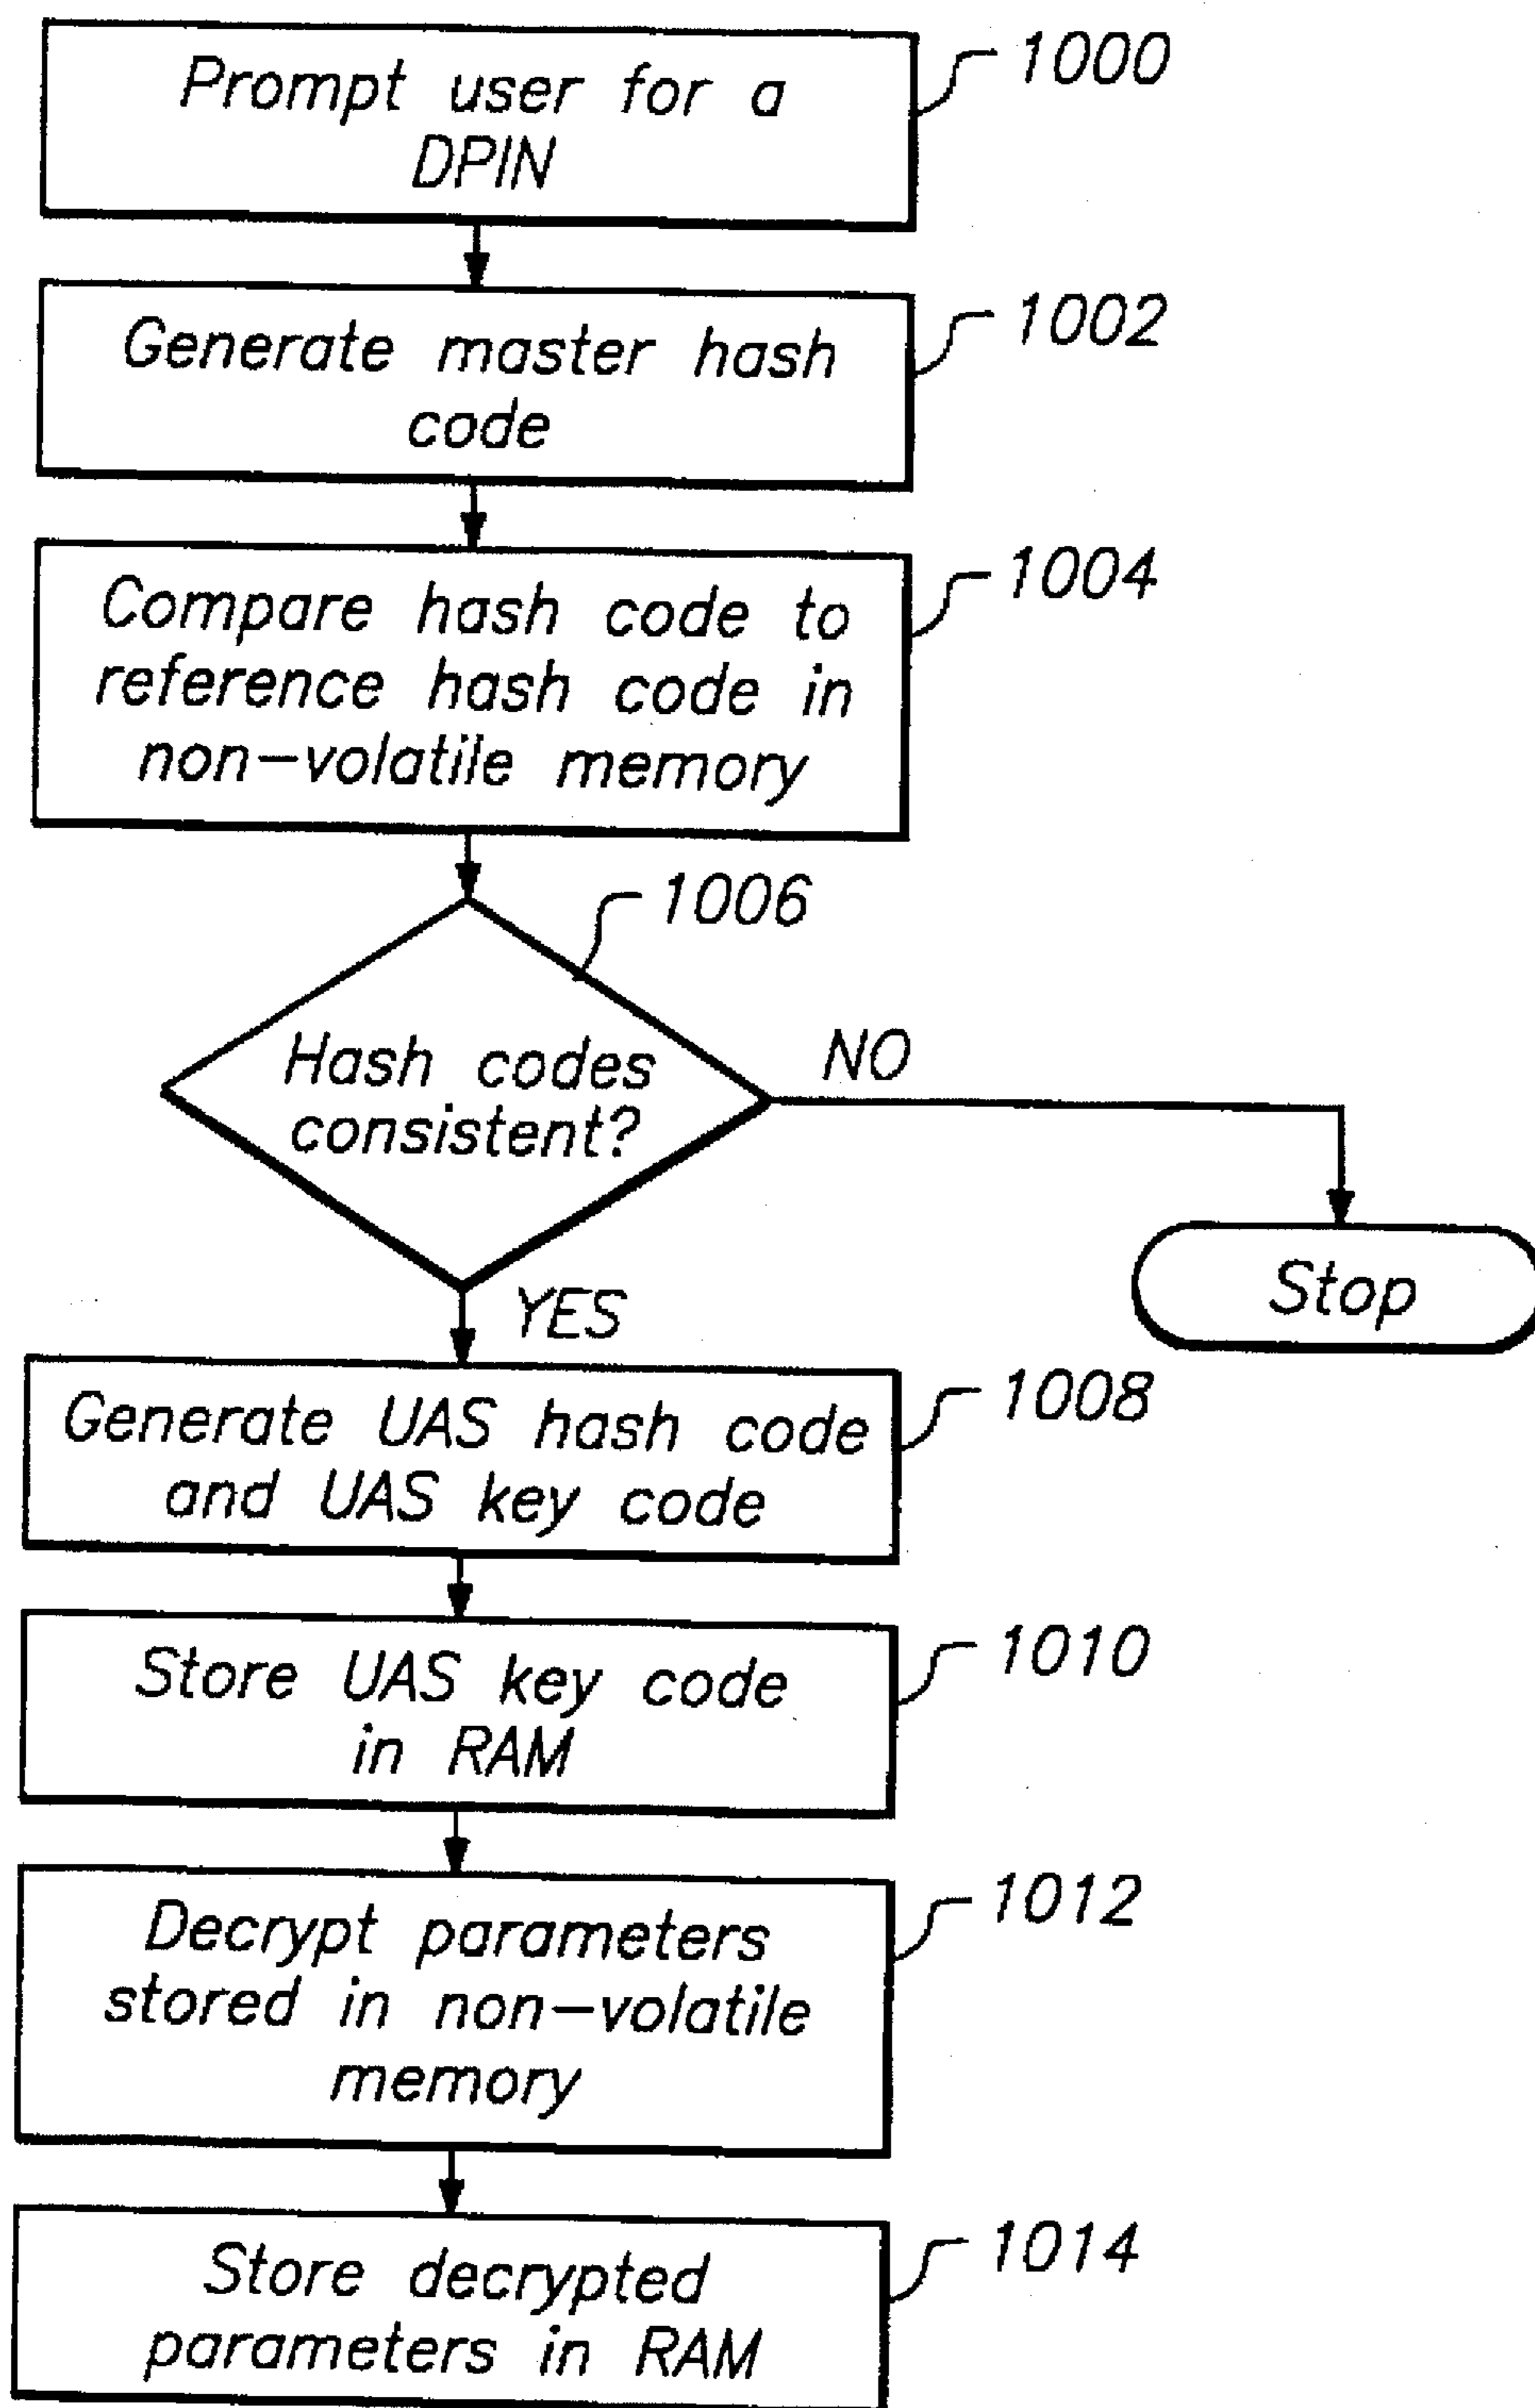 1000
Prompt user for a
DPIN
1002
Generate master hash
code
1004
Compare hash code to
reference hash code in
non-volatile memory
1006
Hash codes
consistent?
NO
Stop
YES
1008
Generate UAS hash code
and UAS key code
1010
Store UAS key code
in RAM
1012
Decrypt parameters
stored in non-volatile
memory
1014
Store decrypted
parameters in RAM